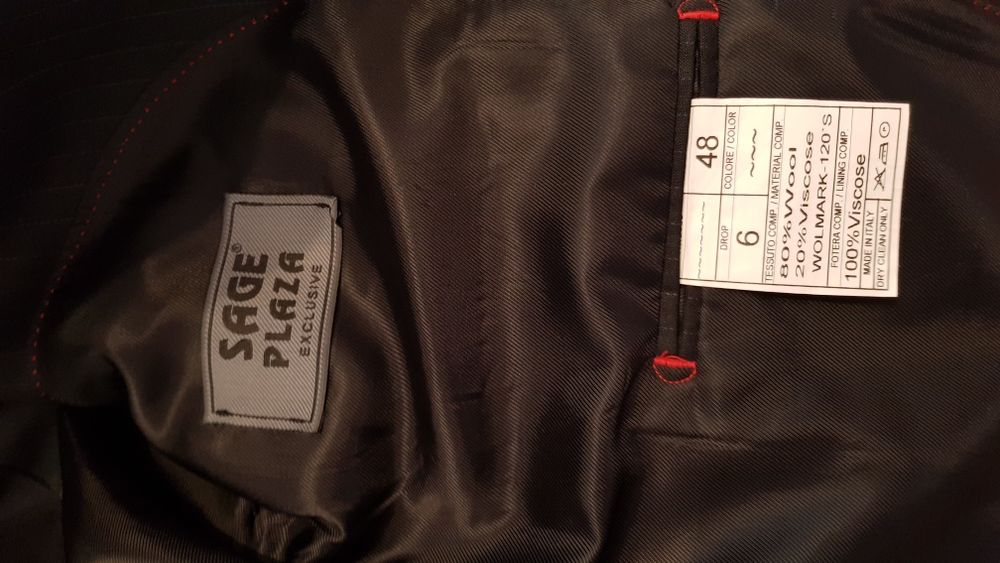 SAGE®
PLAZA
EXCLUSIVE
~~~~~~ 48
DROP COLORE / COLOR
6 ~~~
TESSUTO COMP. / MATERIAL COMP.
80%Wool
20%Viscose
WOLMARK-120`S
FOTERA COMP. / LINING COMP.
100%Viscose
MADE IN ITALY
DRY CLEAN ONLY